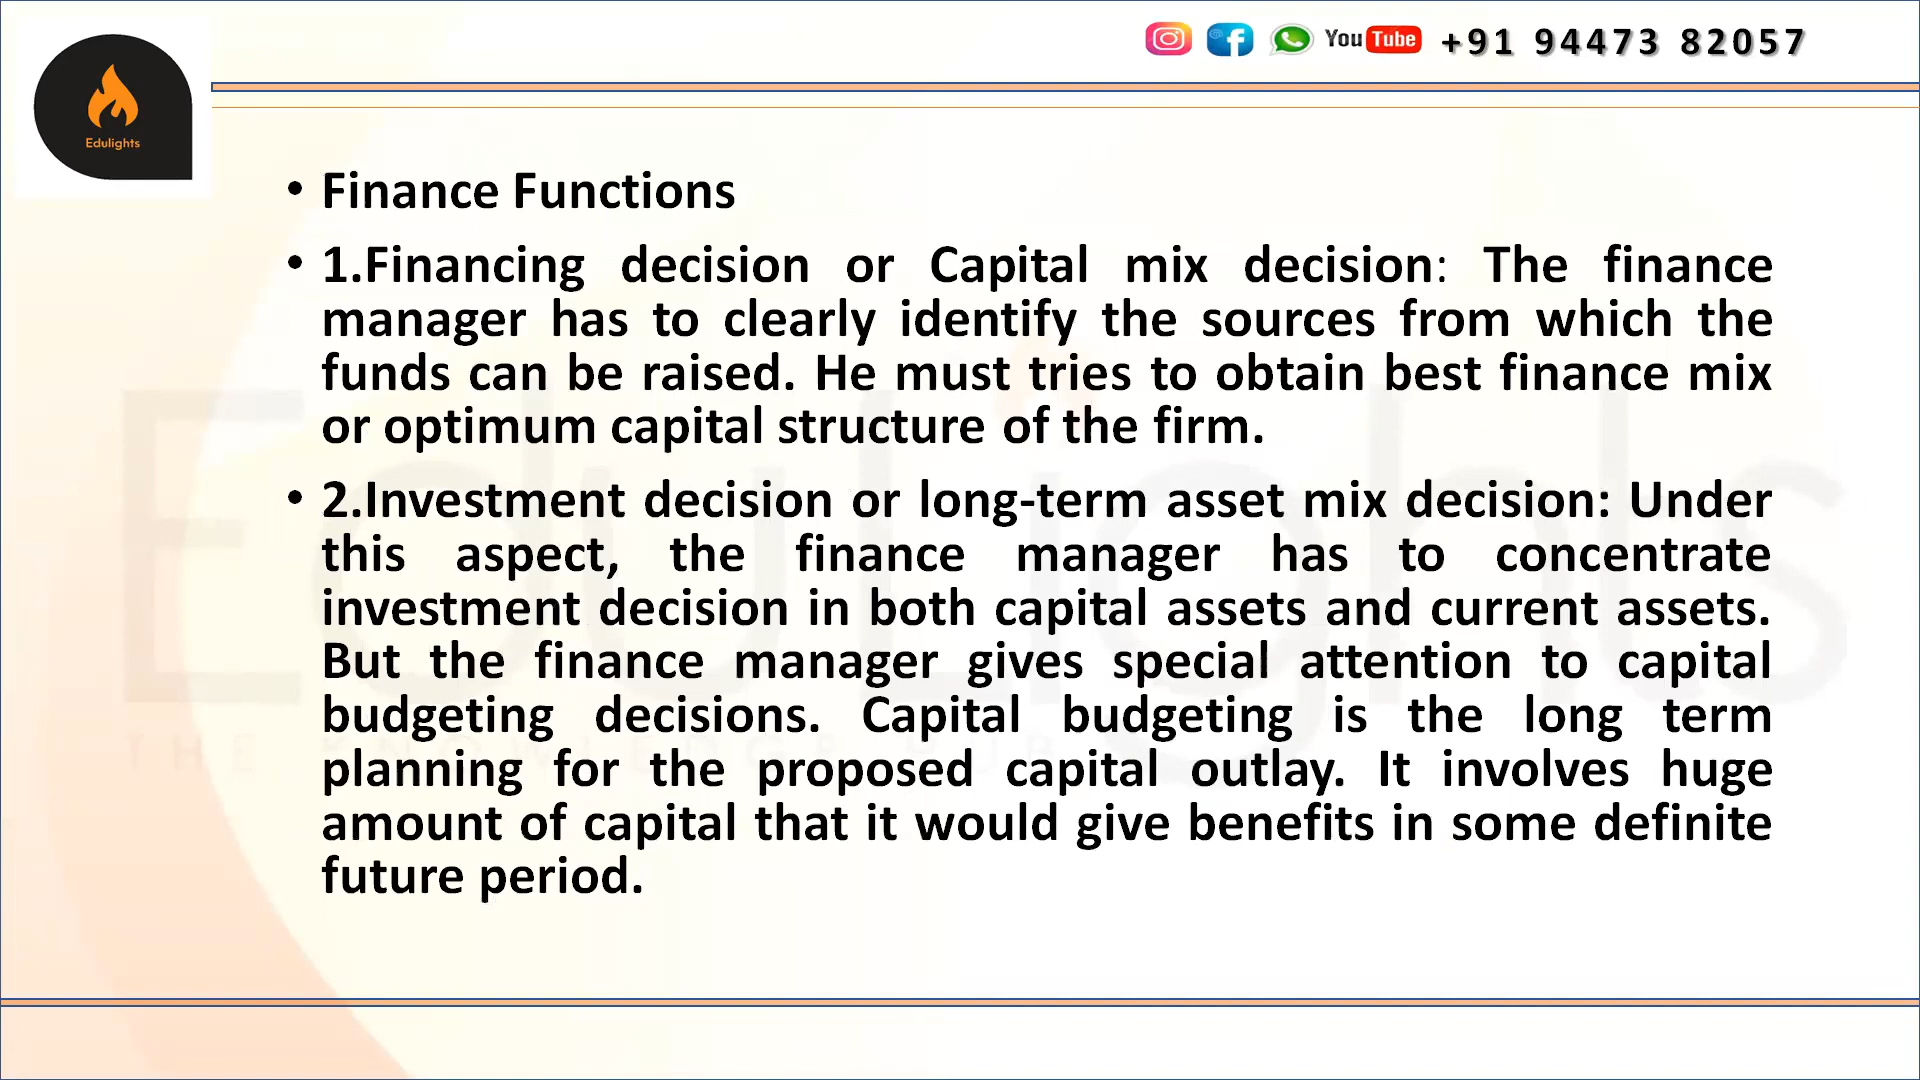 You Tube +91 94473 82057
Edulights
• Finance Functions
• 1.Financing decision or Capital mix decision: The finance
manager has to clearly identify the sources from which the
funds can be raised. He must tries to obtain best finance mix
or optimum capital structure of the firm.
• 2.Investment decision or long-term asset mix decision: Under
this aspect, the finance manager has to concentrate
investment decision in both capital assets and current assets.
But the finance manager gives special attention to capital
budgeting decisions. Capital budgeting is the long term
planning for the proposed capital outlay. It involves huge
amount of capital that it would give benefits in some definite
future period.
EduLights
THE KNOWLEDGE HUB